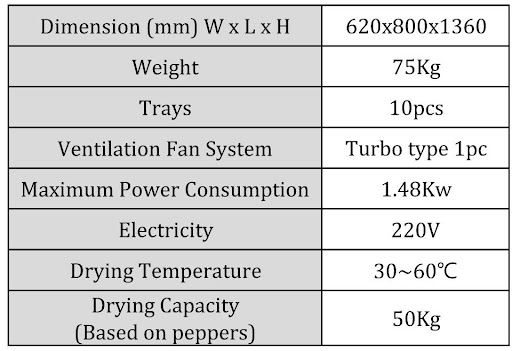 Dimension (mm) W x L x H 620x800x1360
Weight 75Kg
Trays 10pcs
Ventilation Fan System Turbo type 1pc
Maximum Power Consumption 1.48Kw
Electricity 220V
Drying Temperature 30~60℃
Drying Capacity
(Based on peppers) 50Kg